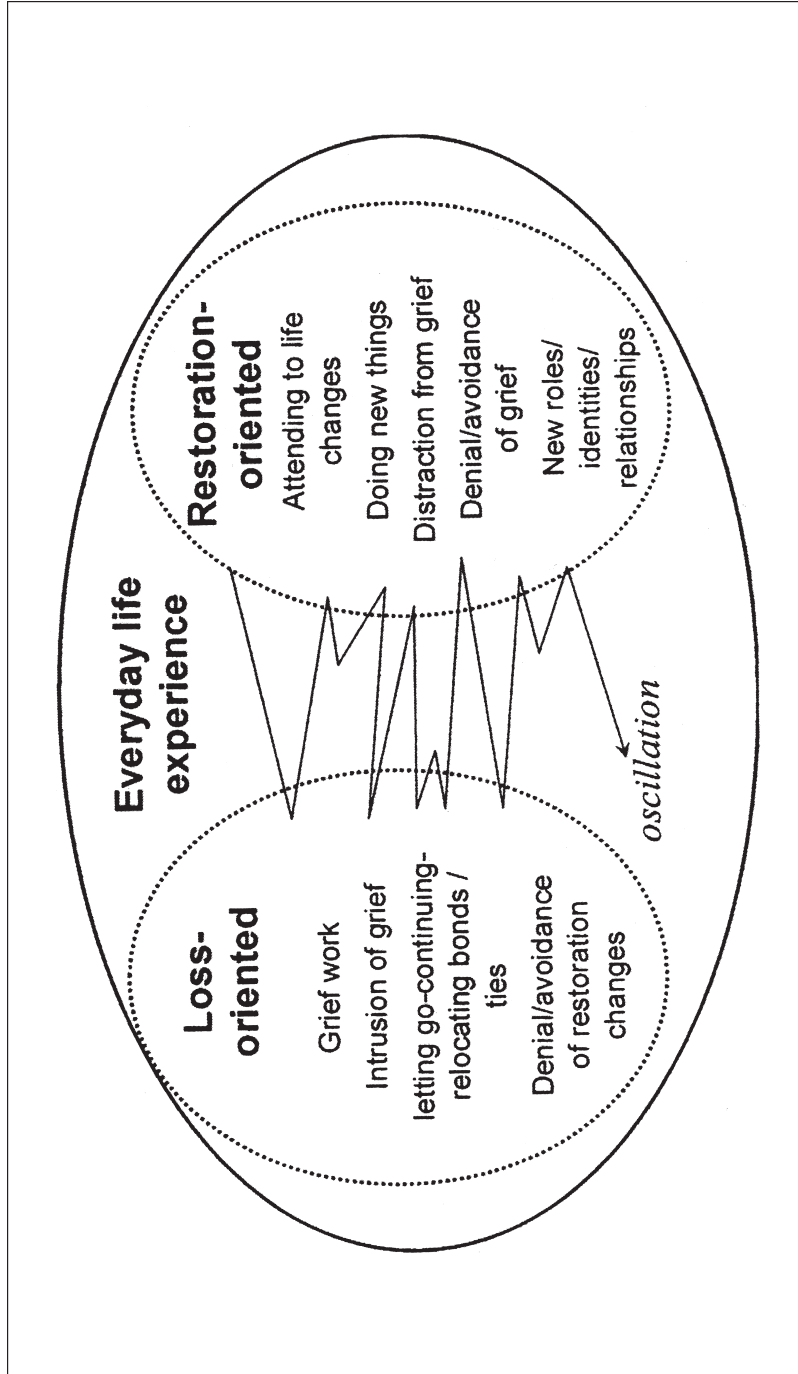 Everyday life
experience
Loss-
oriented
Grief work
Intrusion of grief
letting go-continuing-
relocating bonds /
ties
Denial/avoidance
of restoration
changes
Restoration-
oriented
Attending to life
changes
Doing new things
Distraction from grief
Denial/avoidance
of grief
New roles/
identities/
relationships
oscillation